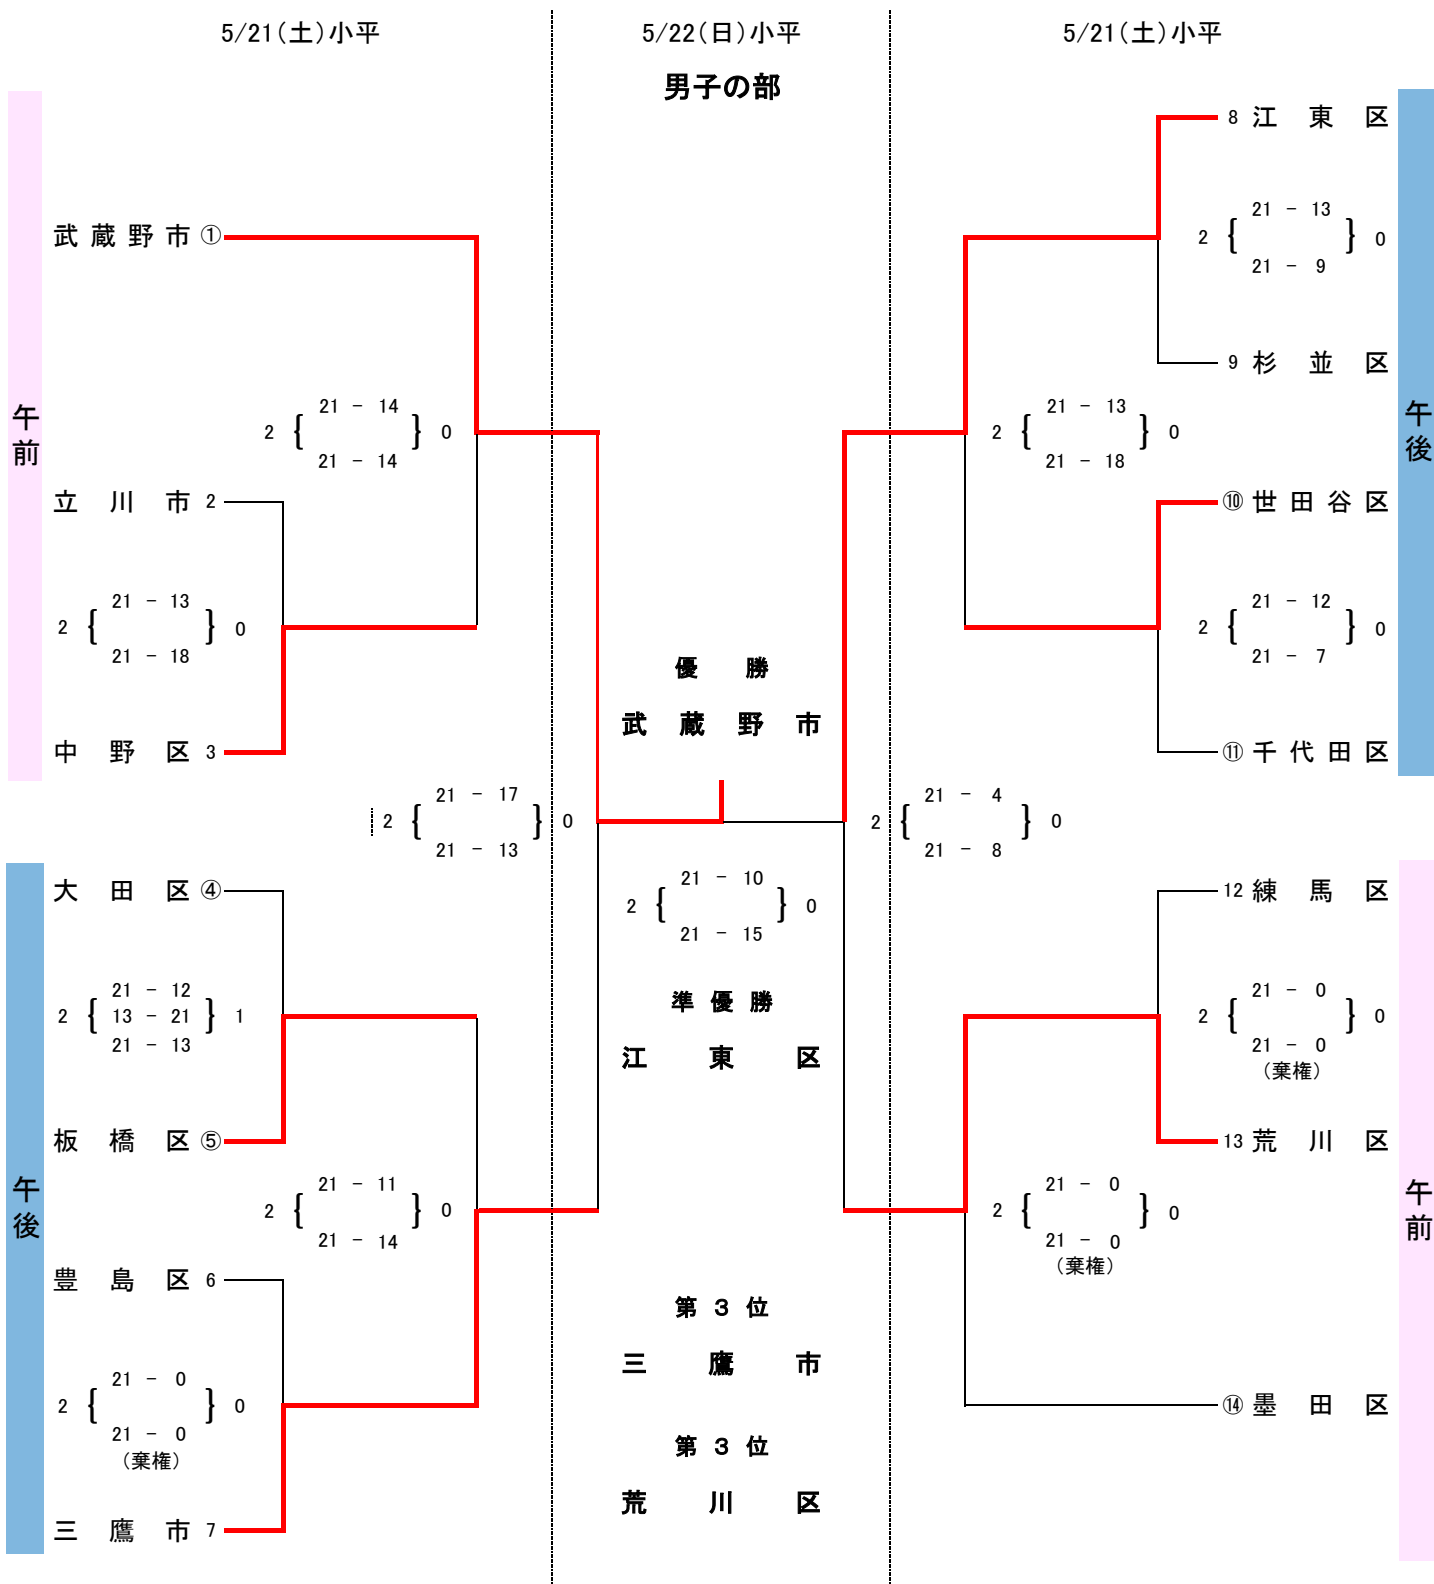 5/21(土)小平
5/22(日)小平
5/21(土)小平
男子の部
午前
武蔵野市 ①
2 { 21 - 14 } 0
21 - 14
立川市 2
2 { 21 - 13 } 0
21 - 18
中野区 3
2 { 21 - 17 } 0
21 - 13
午後
大田区 ④
2 { 21 - 12 } 1
13 - 21
21 - 13
板橋区 ⑤
2 { 21 - 11 } 0
21 - 14
豊島区 6
2 { 21 - 0 } 0
21 - 0
(棄権)
三鷹市 7
優勝
武蔵野市
2 { 21 - 10 } 0
21 - 15
準優勝
江東区
第3位
三鷹市
第3位
荒川区
午後
8 江東区
2 { 21 - 13 } 0
21 - 9
9 杉並区
2 { 21 - 13 } 0
21 - 18
⑩ 世田谷区
2 { 21 - 12 } 0
21 - 7
⑪ 千代田区
2 { 21 - 4 } 0
21 - 8
午前
12 練馬区
2 { 21 - 0 } 0
21 - 0
(棄権)
13 荒川区
2 { 21 - 0 } 0
21 - 0
(棄権)
⑭ 墨田区